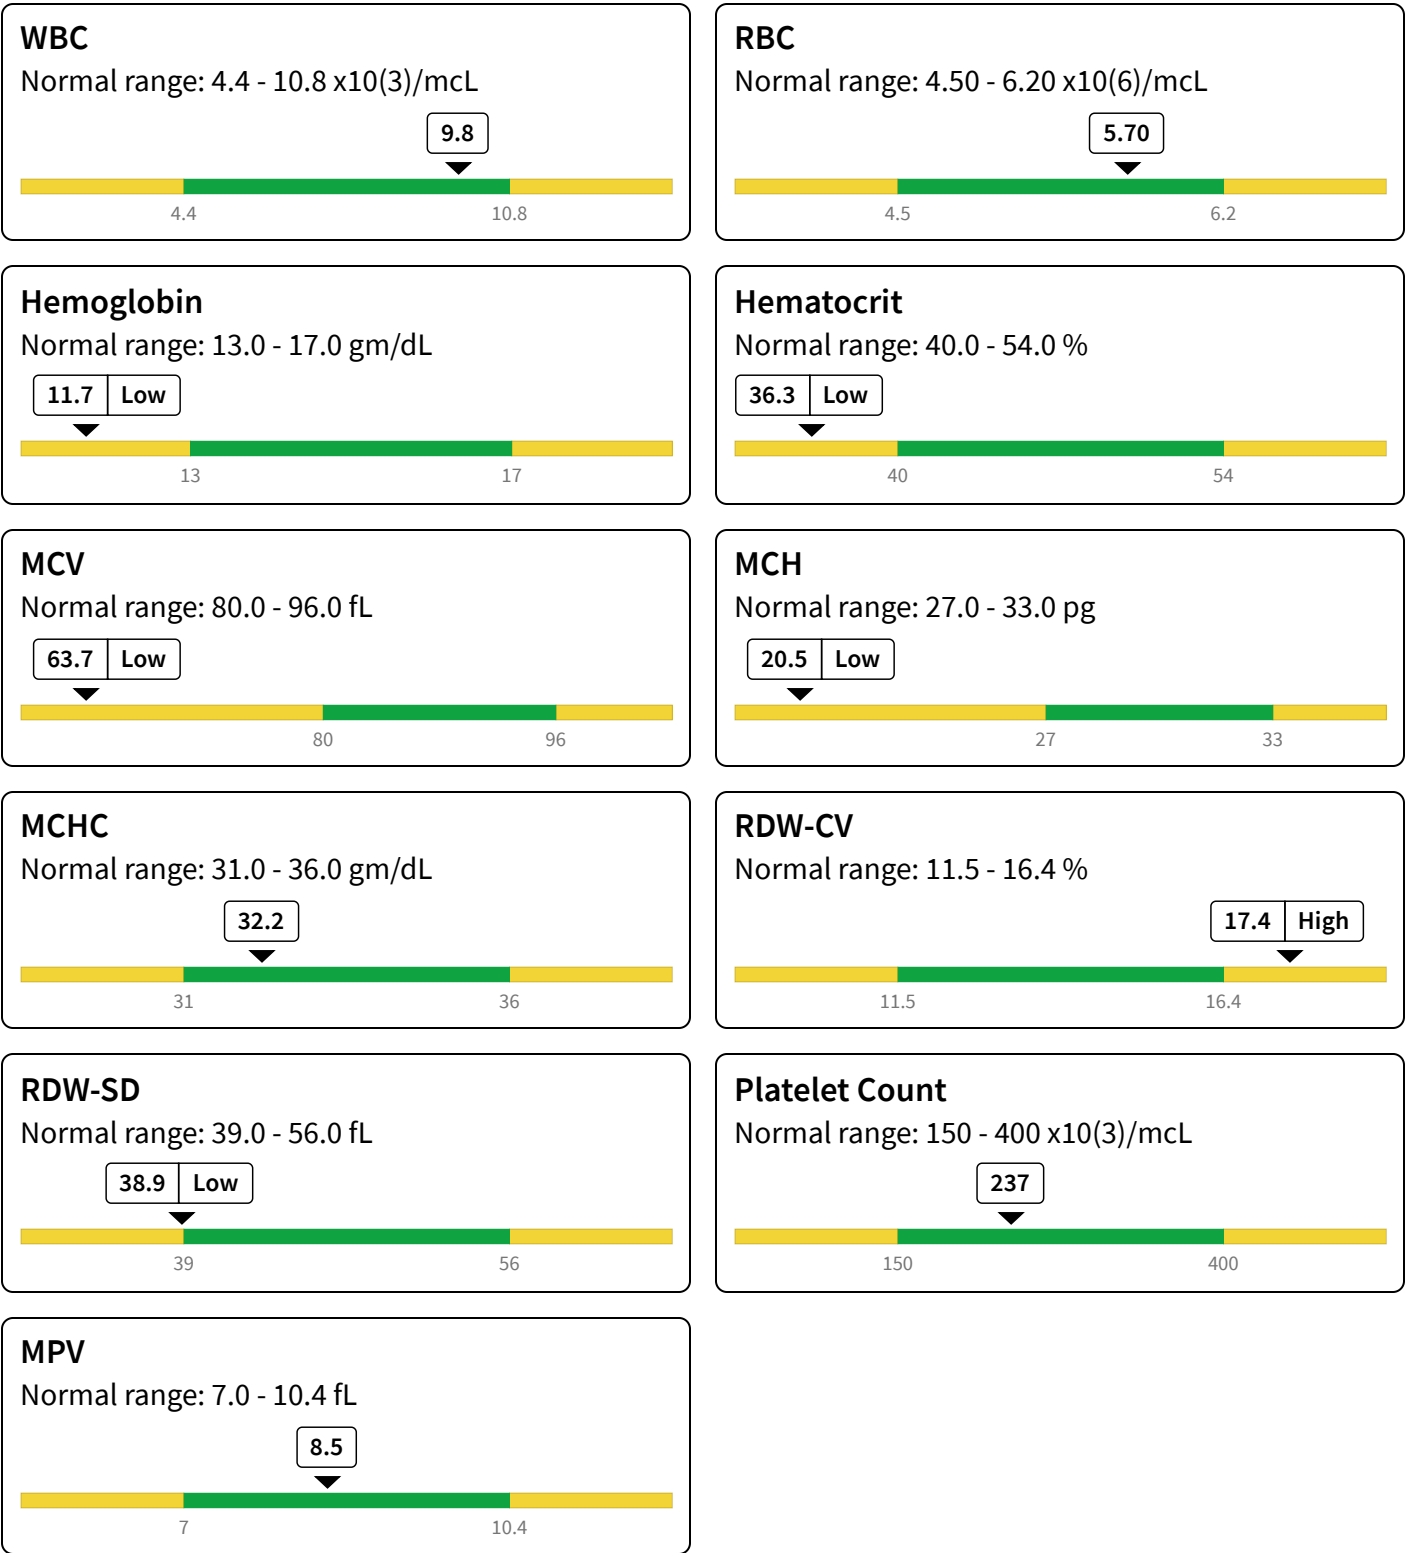 WBC
Normal range: 4.4 - 10.8 x10(3)/mcL
9.8
4.4 10.8
RBC
Normal range: 4.50 - 6.20 x10(6)/mcL
5.70
4.5 6.2
Hemoglobin
Normal range: 13.0 - 17.0 gm/dL
11.7 Low
13 17
Hematocrit
Normal range: 40.0 - 54.0 %
36.3 Low
40 54
MCV
Normal range: 80.0 - 96.0 fL
63.7 Low
80 96
MCH
Normal range: 27.0 - 33.0 pg
20.5 Low
27 33
MCHC
Normal range: 31.0 - 36.0 gm/dL
32.2
31 36
RDW-CV
Normal range: 11.5 - 16.4 %
17.4 High
11.5 16.4
RDW-SD
Normal range: 39.0 - 56.0 fL
38.9 Low
39 56
Platelet Count
Normal range: 150 - 400 x10(3)/mcL
237
150 400
MPV
Normal range: 7.0 - 10.4 fL
8.5
7 10.4